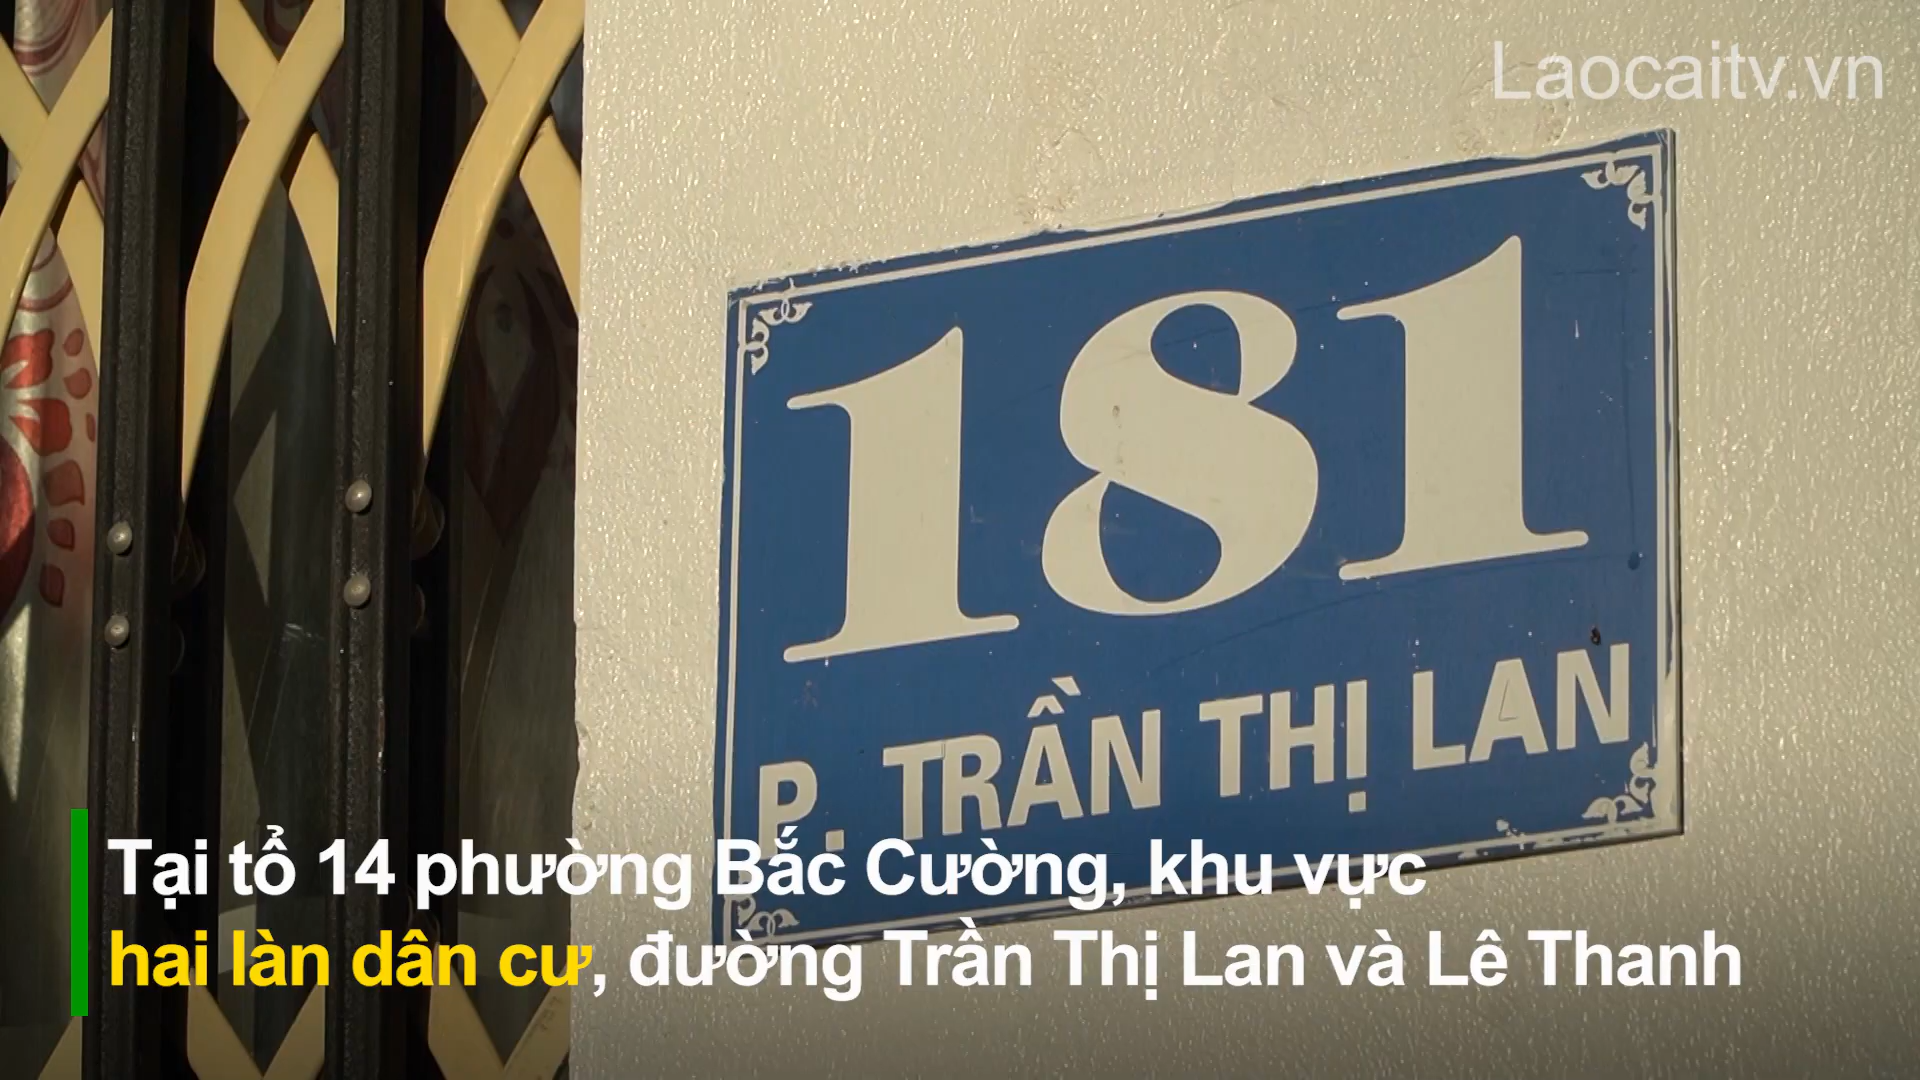 Laocaitv.vn
181
P. TRẦN THỊ LAN
Tại tổ 14 phường Bắc Cường, khu vực
hai làn dân cư, đường Trần Thị Lan và Lê Thanh